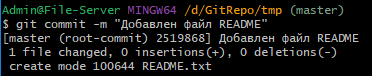 Admin@File-Server MINGW64 /d/GitRepo/tmp (master)
$ git commit -m "Добавлен файл README"
[master (root-commit) 2519868] Добавлен файл README
 1 file changed, 0 insertions(+), 0 deletions(-)
 create mode 100644 README.txt